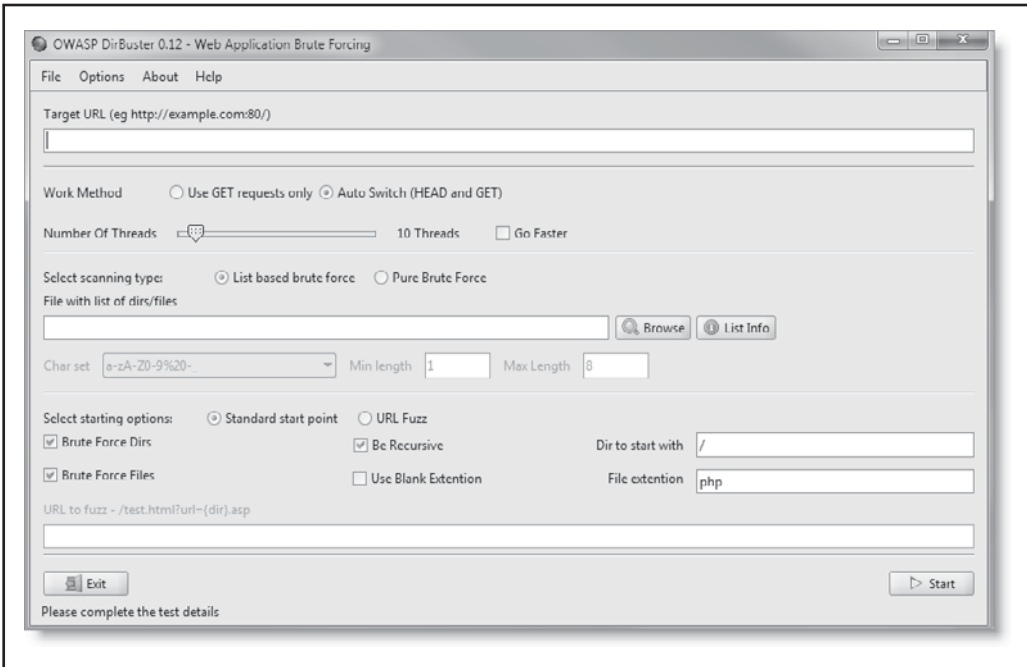 OWASP DirBuster 0.12 - Web Application Brute Forcing
File Options About Help
Target URL (eg http://example.com:80/)
Work Method Use GET requests only Auto Switch (HEAD and GET)
Number Of Threads 10 Threads Go Faster
Select scanning type: List based brute force Pure Brute Force
File with list of dirs/files
Browse List Info
Char set a-zA-Z0-9%20-_ Min length 1 Max Length 8
Select starting options: Standard start point URL Fuzz
Brute Force Dirs Be Recursive Dir to start with /
Brute Force Files Use Blank Extention File extention php
URL to fuzz - /test.html?url={dir}.asp
Exit Start
Please complete the test details